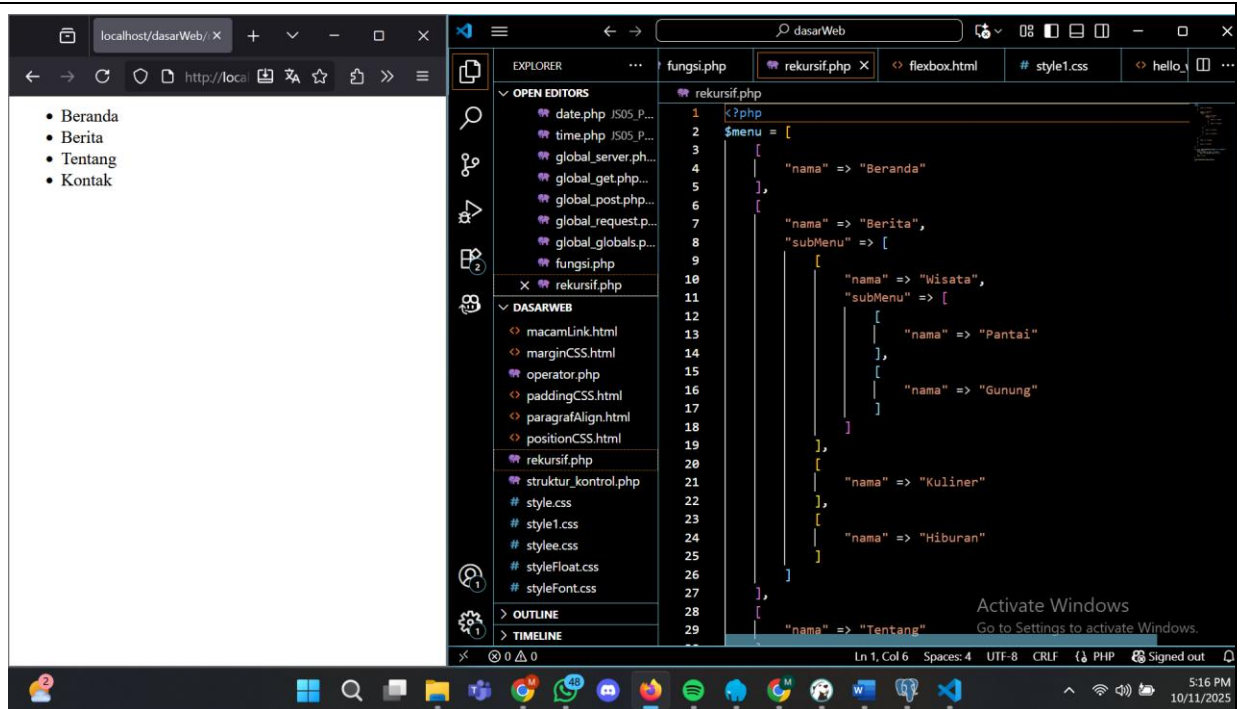 localhost/dasarWeb/
http://local
• Beranda
• Berita
• Tentang
• Kontak
dasarWeb
EXPLORER
OPEN EDITORS
date.php JS05_P...
time.php JS05_P...
global_server.ph...
global_get.php...
global_post.php...
global_request.p...
global_globals.p...
fungsi.php
rekursif.php
DASARWEB
macamLink.html
marginCSS.html
operator.php
paddingCSS.html
paragrafAlign.html
positionCSS.html
rekursif.php
struktur_kontrol.php
style.css
style1.css
stylee.css
styleFloat.css
styleFont.css
OUTLINE
TIMELINE
fungsi.php rekursif.php flexbox.html style1.css hello_
rekursif.php
1 <?php
2 $menu = [
3 [
4 "nama" => "Beranda"
5 ],
6 [
7 "nama" => "Berita",
8 "subMenu" => [
9 [
10 "nama" => "Wisata",
11 "subMenu" => [
12 [
13 "nama" => "Pantai"
14 ],
15 [
16 "nama" => "Gunung"
17 ]
18 ]
19 ],
20 [
21 "nama" => "Kuliner"
22 ],
23 [
24 "nama" => "Hiburan"
25 ]
26 ]
27 ],
28 [
29 "nama" => "Tentang"
Activate Windows
Go to Settings to activate Windows.
0 0 Ln 1, Col 6 Spaces: 4 UTF-8 CRLF PHP Signed out
2
48
5:16 PM
10/11/2025